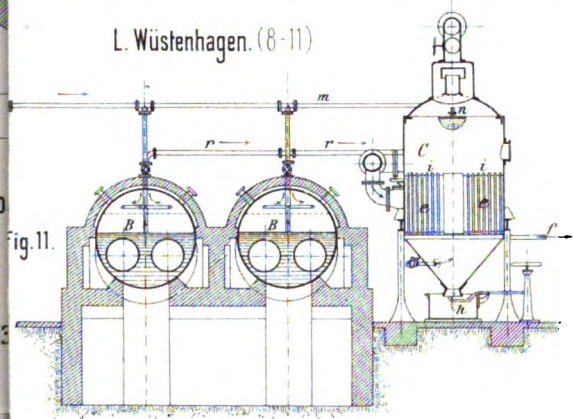 L. Wüstenhagen. (8-11)
m
n
r r
C
i i
B B
e e
Fig. 11.
f
s
h